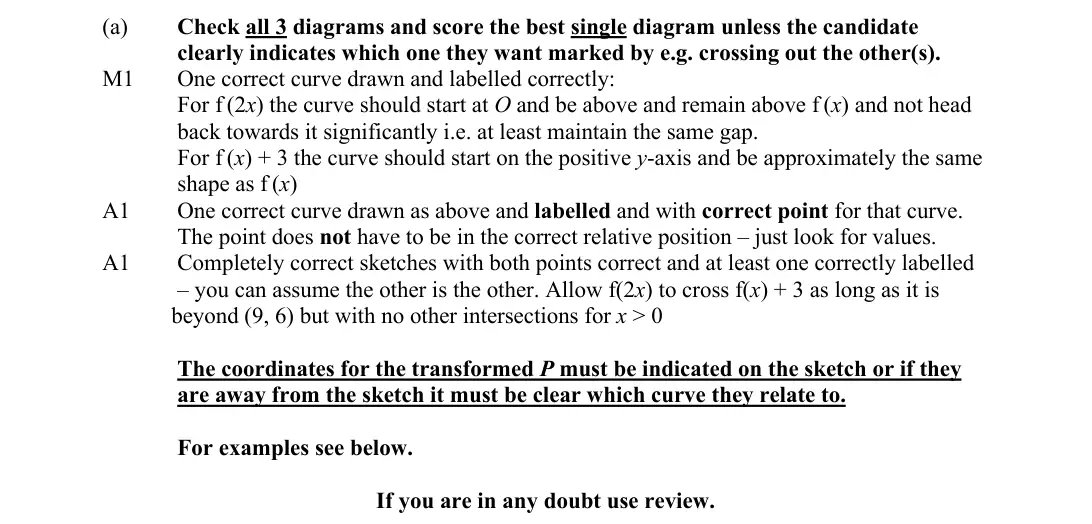 (a) Check all 3 diagrams and score the best single diagram unless the candidate
clearly indicates which one they want marked by e.g. crossing out the other(s).
M1 One correct curve drawn and labelled correctly:
For f (2x) the curve should start at O and be above and remain above f (x) and not head
back towards it significantly i.e. at least maintain the same gap.
For f (x) + 3 the curve should start on the positive y-axis and be approximately the same
shape as f (x)
A1 One correct curve drawn as above and labelled and with correct point for that curve.
The point does not have to be in the correct relative position – just look for values.
A1 Completely correct sketches with both points correct and at least one correctly labelled
– you can assume the other is the other. Allow f(2x) to cross f(x) + 3 as long as it is
beyond (9, 6) but with no other intersections for x > 0
The coordinates for the transformed P must be indicated on the sketch or if they
are away from the sketch it must be clear which curve they relate to.
For examples see below.
If you are in any doubt use review.